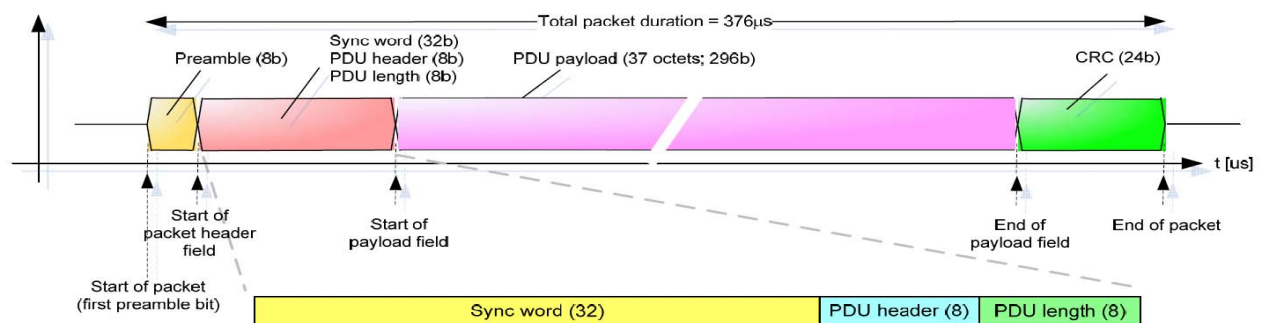 Total packet duration = 376µs
Preamble (8b)
Sync word (32b)
PDU header (8b)
PDU length (8b)
PDU payload (37 octets; 296b)
CRC (24b)
t [us]
Start of packet
(first preamble bit)
Start of
packet header
field
Start of
payload field
End of
payload field
End of packet
Sync word (32)
PDU header (8)
PDU length (8)